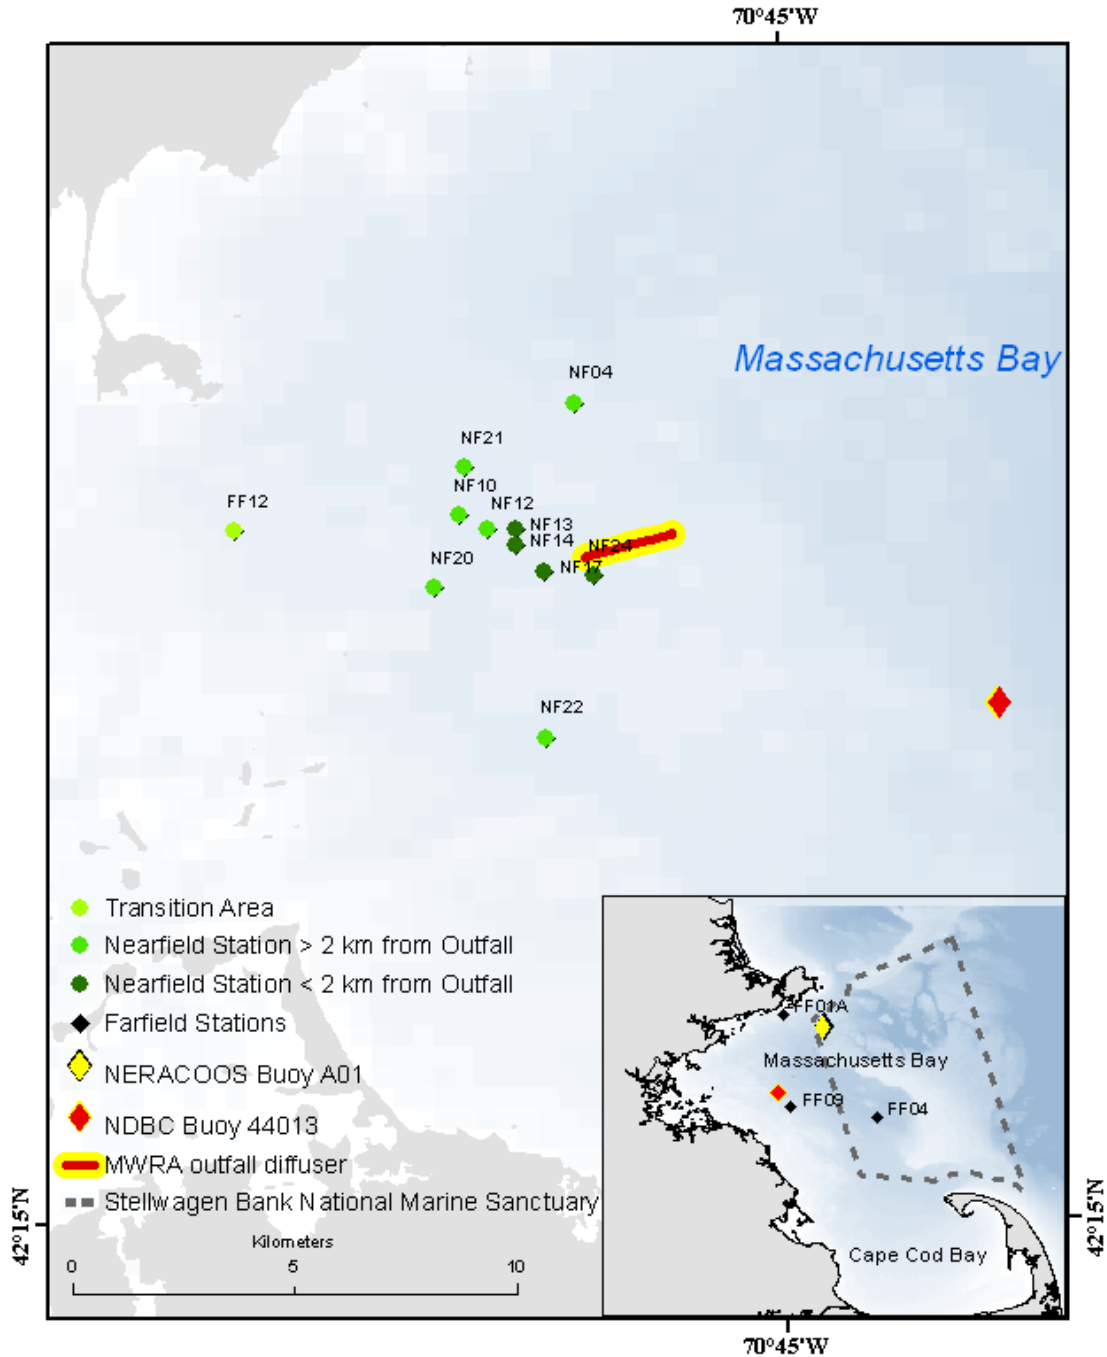 70°45'W
Massachusetts Bay
NF04
NF21
NF10
FF12
NF12
NF13
NF14
NF24
NF17
NF20
NF22
Transition Area
Nearfield Station > 2 km from Outfall
Nearfield Station < 2 km from Outfall
Farfield Stations
NERACOOS Buoy A01
NDBC Buoy 44013
MWRA outfall diffuser
Stellwagen Bank National Marine Sanctuary
Kilometers
0 5 10
FF01A
Massachusetts Bay
FF09
FF04
Cape Cod Bay
42°15'N
42°15'N
70°45'W